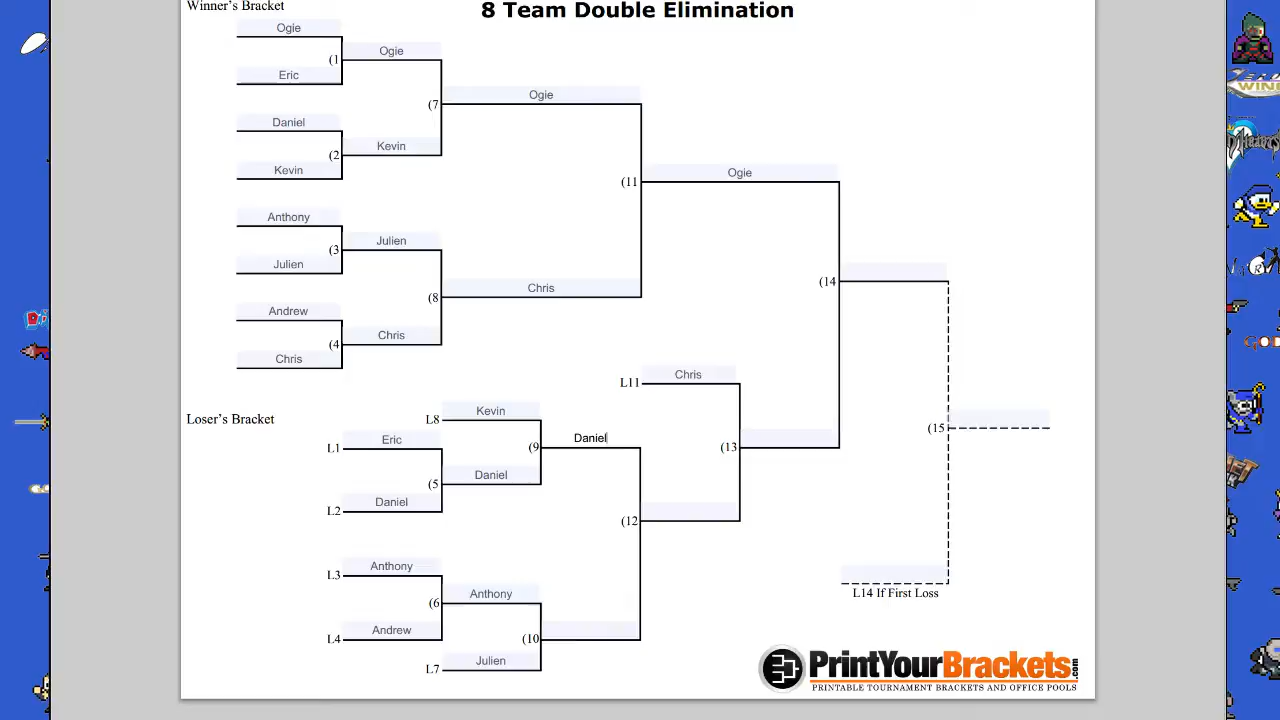 Winner's Bracket
8 Team Double Elimination
Ogie
(1
Ogie
Eric
(7
Ogie
Daniel
(2
Kevin
Kevin
(11
Ogie
Anthony
(3
Julien
Julien
(8
Chris
Andrew
(4
Chris
Chris
(14
Loser's Bracket
L11
Chris
L8
Kevin
L1
Eric
(9
Daniel
(13
(15
(5
Daniel
L2
Daniel
(12
L3
Anthony
(6
Anthony
L4
Andrew
(10
L7
Julien
L14 If First Loss
PrintYourBrackets.com
PRINTABLE TOURNAMENT BRACKETS AND OFFICE POOLS